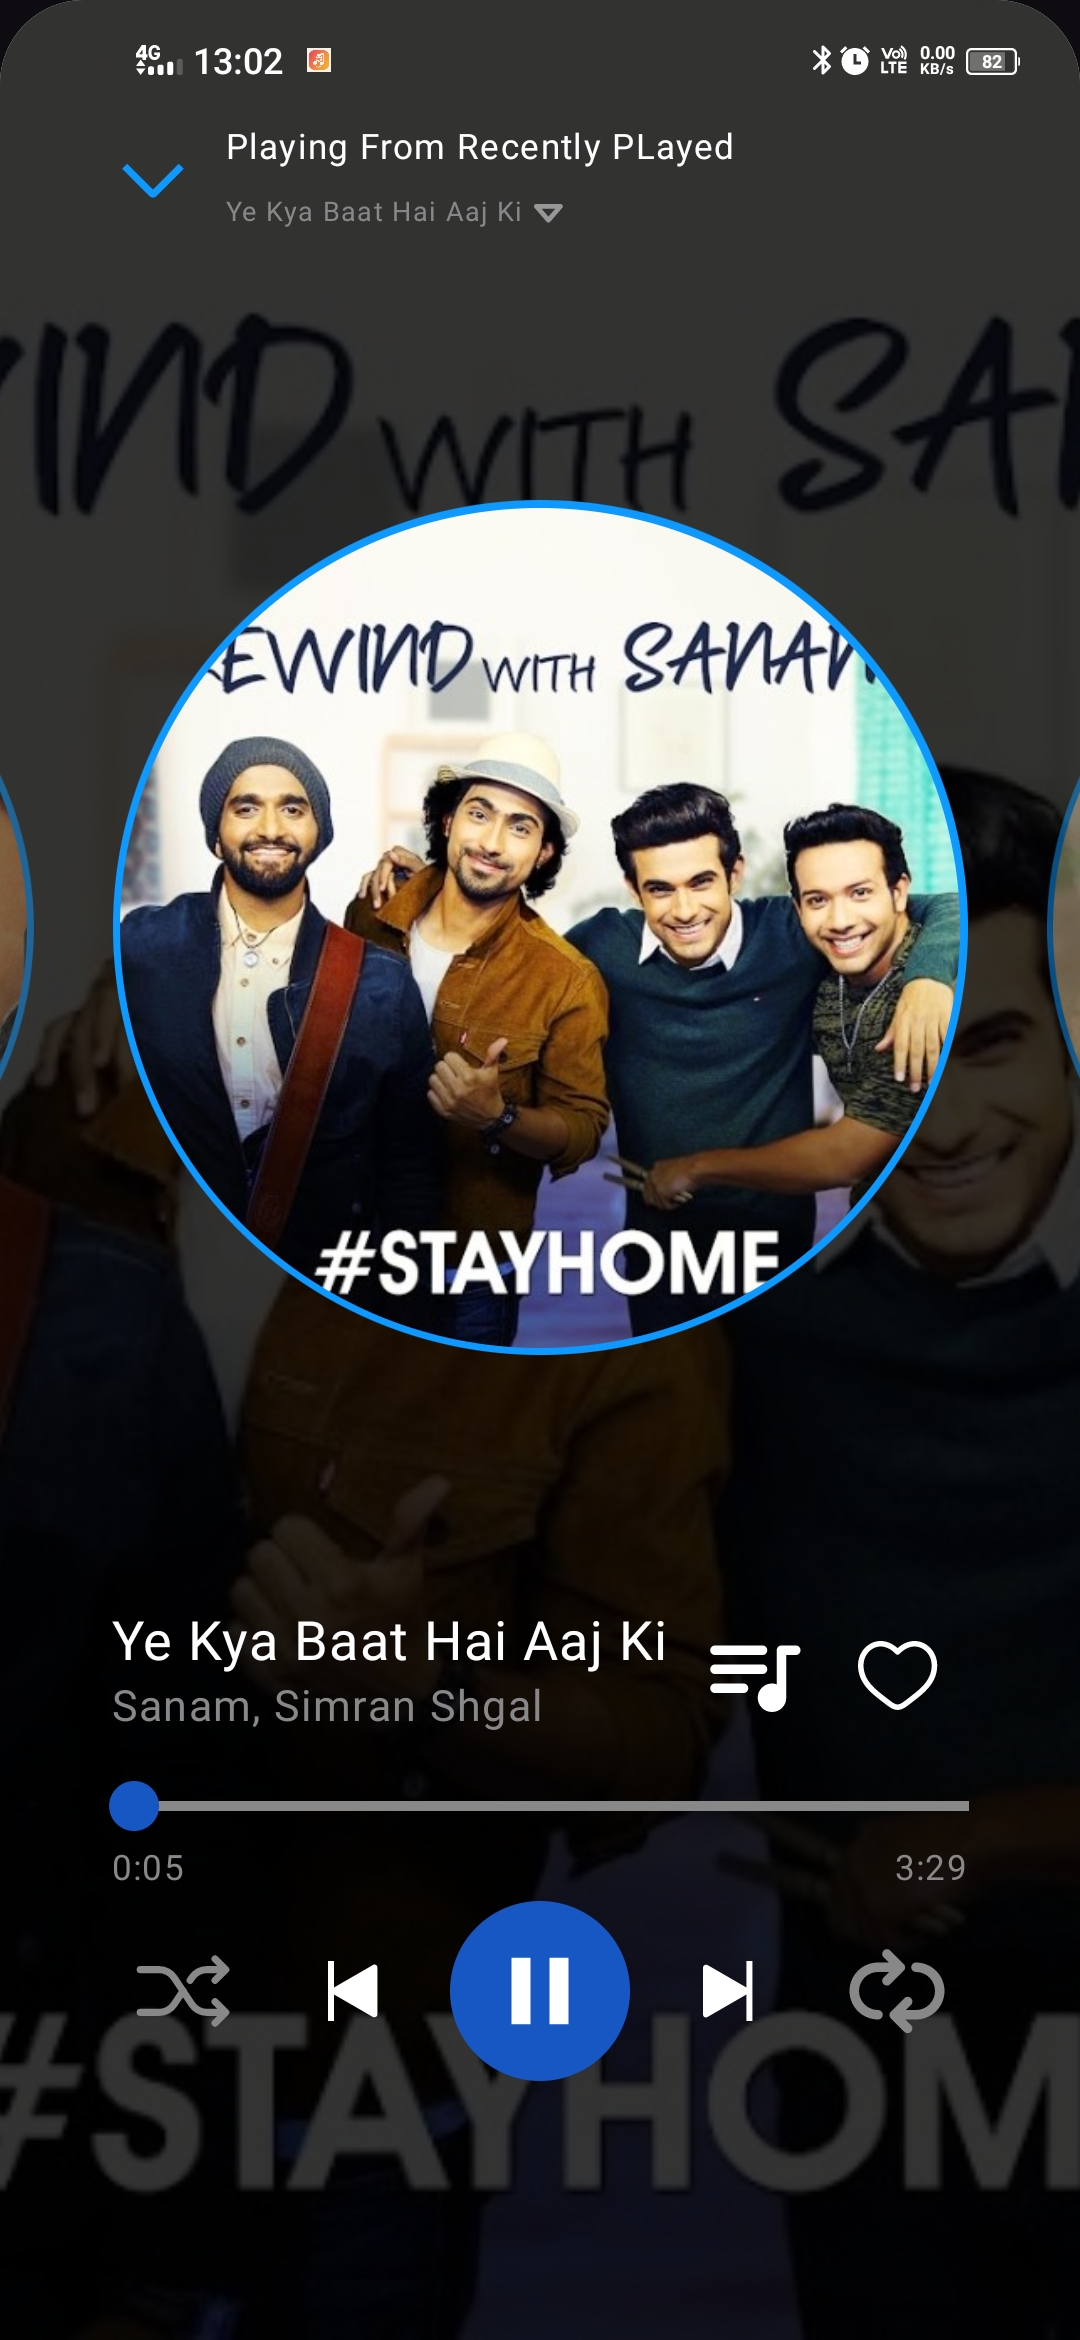 4G 13:02 Vo) LTE 0.00 KB/s 82
Playing From Recently PLayed
Ye Kya Baat Hai Aaj Ki
IND WITH SA
EWIND WITH SANAM
#STAYHOME
Ye Kya Baat Hai Aaj Ki
Sanam, Simran Shgal
0:05 3:29
#STAYHOM